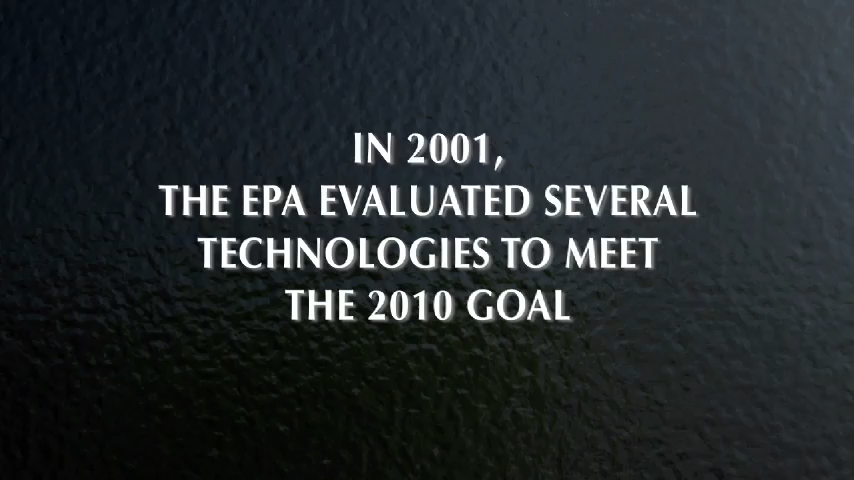 IN 2001,
THE EPA EVALUATED SEVERAL
TECHNOLOGIES TO MEET
THE 2010 GOAL